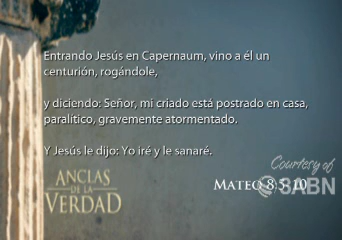 Entrando Jesús en Capernaum, vino a él un
centurión, rogándole,
y diciendo: Señor, mi criado está postrado en casa,
paralítico, gravemente atormentado.
Y Jesús le dijo: Yo iré y le sanaré.
Courtesy of
3ABN
Mateo 8:5-10
ANCLAS
DE LA
VERDAD